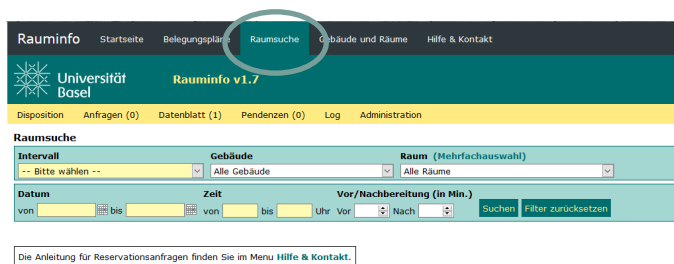 Rauminfo Startseite Belegungspläne Raumsuche Gebäude und Räume Hilfe & Kontakt
Universität
Basel
Rauminfo v1.7
Disposition Anfragen (0) Datenblatt (1) Pendenzen (0) Log Administration
Raumsuche
Intervall Gebäude Raum (Mehrfachauswahl)
-- Bitte wählen -- Alle Gebäude Alle Räume
Datum Zeit Vor/Nachbereitung (in Min.)
von bis von bis Uhr Vor Nach Suchen Filter zurücksetzen
Die Anleitung für Reservationsanfragen finden Sie im Menu Hilfe & Kontakt.